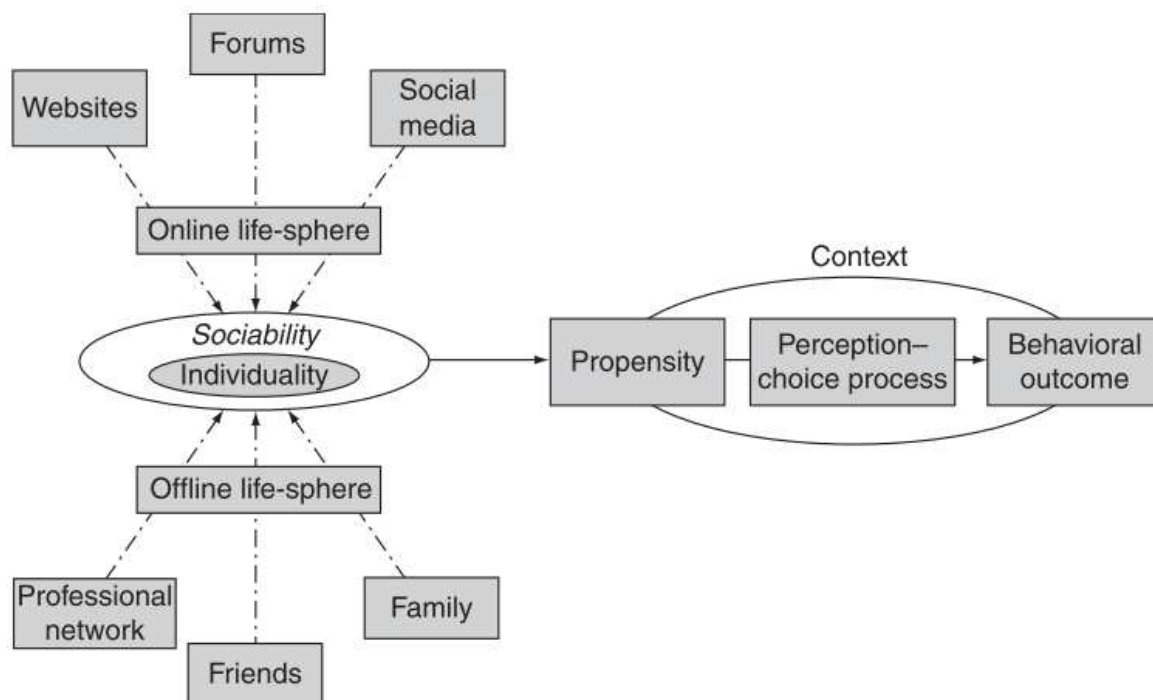 Forums
Websites
Social
media
Online life-sphere
Context
Sociability
Individuality
Propensity
Perception–
choice process
Behavioral
outcome
Offline life-sphere
Professional
network
Family
Friends